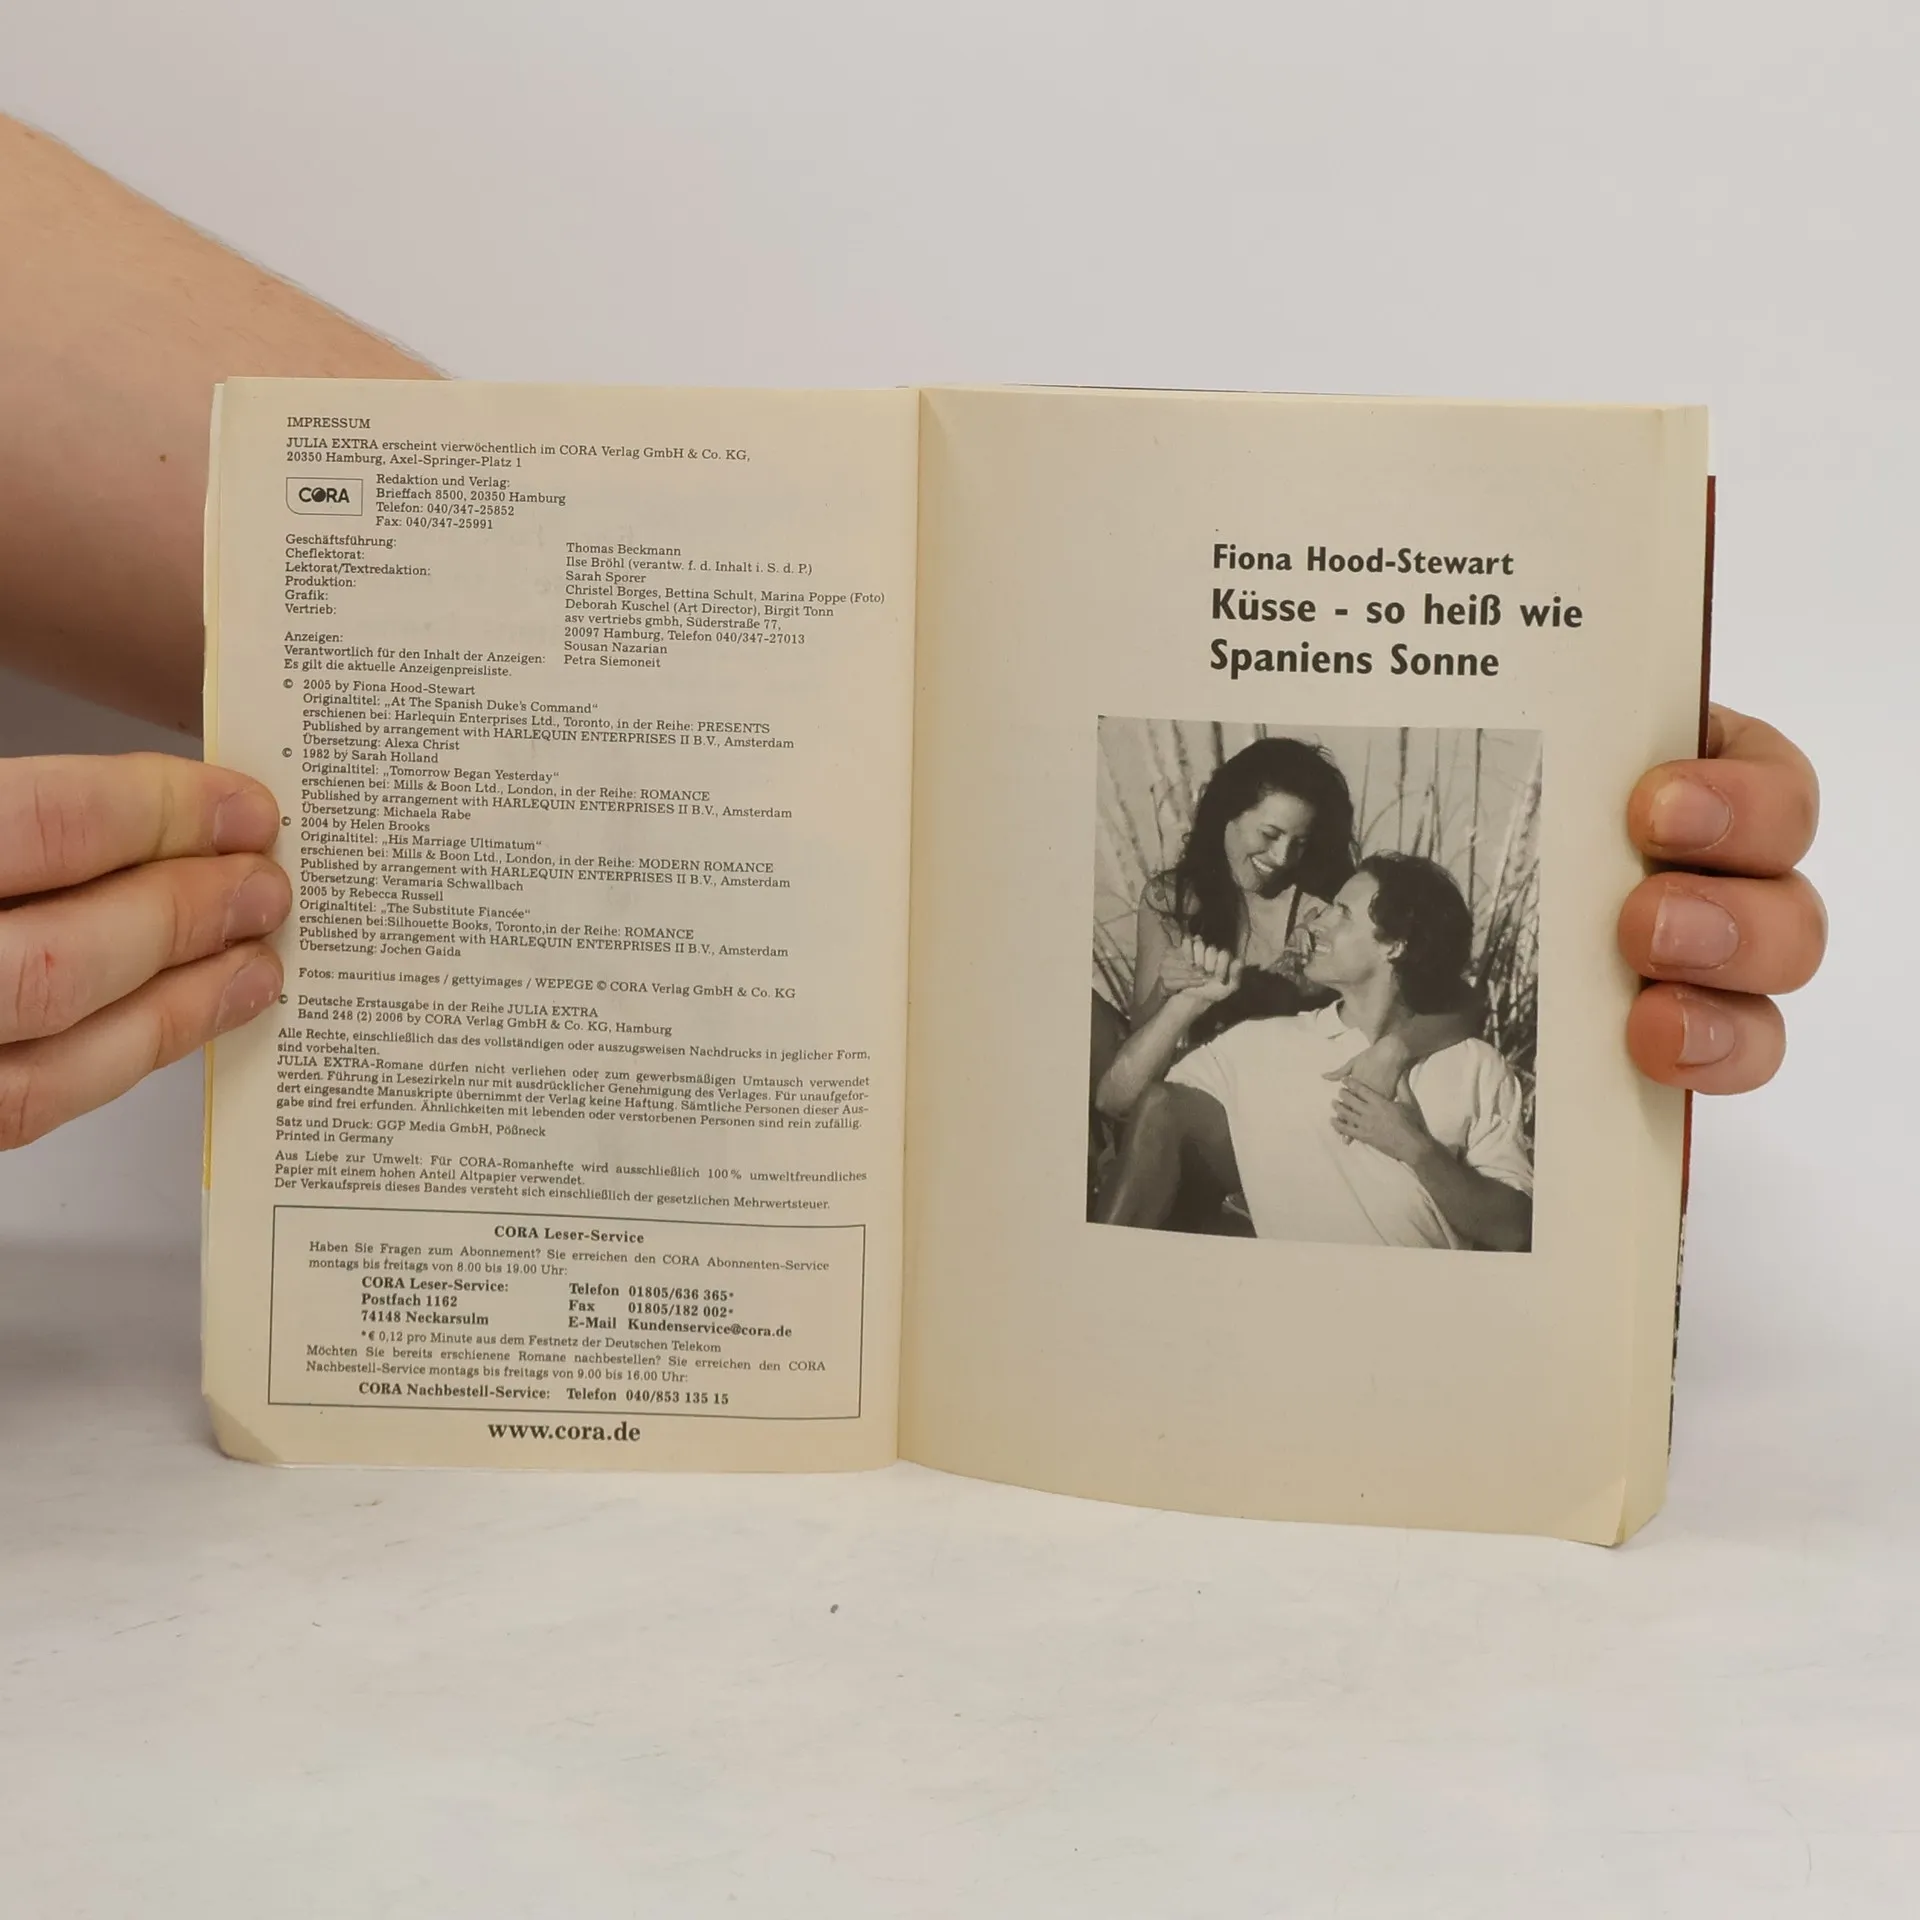 IMPRESSUM
JULIA EXTRA erscheint vierwöchentlich im CORA Verlag GmbH & Co. KG,
20350 Hamburg, Axel-Springer-Platz 1
CORA
Redaktion und Verlag:
Brieffach 8500, 20350 Hamburg
Telefon: 040/347-25852
Fax: 040/347-25991
Geschäftsführung: Thomas Beckmann
Cheflektorat: Ilse Bröhl (verantw. f. d. Inhalt i. S. d. P.)
Lektorat/Textredaktion: Sarah Sporer
Produktion: Christel Borges, Bettina Schult, Marina Poppe (Foto)
Grafik: Deborah Kuschel (Art Director), Birgit Tonn
Vertrieb: asv vertriebs gmbh, Süderstraße 77,
20097 Hamburg, Telefon 040/347-27013
Anzeigen: Sousan Nazarian
Verantwortlich für den Inhalt der Anzeigen: Petra Siemoneit
Es gilt die aktuelle Anzeigenpreisliste.
© 2005 by Fiona Hood-Stewart
Originaltitel: „At The Spanish Duke's Command“
erschienen bei: Harlequin Enterprises Ltd., Toronto, in der Reihe: PRESENTS
Published by arrangement with HARLEQUIN ENTERPRISES II B.V., Amsterdam
Übersetzung: Alexa Christ
© 1982 by Sarah Holland
Originaltitel: „Tomorrow Began Yesterday“
erschienen bei: Mills & Boon Ltd., London, in der Reihe: ROMANCE
Published by arrangement with HARLEQUIN ENTERPRISES II B.V., Amsterdam
Übersetzung: Michaela Rabe
© 2004 by Helen Brooks
Originaltitel: „His Marriage Ultimatum“
erschienen bei: Mills & Boon Ltd., London, in der Reihe: MODERN ROMANCE
Published by arrangement with HARLEQUIN ENTERPRISES II B.V., Amsterdam
Übersetzung: Veramaria Schwallbach
2005 by Rebecca Russell
Originaltitel: „The Substitute Fiancée“
erschienen bei:Silhouette Books, Toronto,in der Reihe: ROMANCE
Published by arrangement with HARLEQUIN ENTERPRISES II B.V., Amsterdam
Übersetzung: Jochen Gaida
Fotos: mauritius images / gettyimages / WEPEGE © CORA Verlag GmbH & Co. KG
© Deutsche Erstausgabe in der Reihe JULIA EXTRA
Band 248 (2) 2006 by CORA Verlag GmbH & Co. KG, Hamburg
Alle Rechte, einschließlich das des vollständigen oder auszugsweisen Nachdrucks in jeglicher Form,
sind vorbehalten.
JULIA EXTRA-Romane dürfen nicht verliehen oder zum gewerbsmäßigen Umtausch verwendet
werden. Führung in Lesezirkeln nur mit ausdrücklicher Genehmigung des Verlages. Für unaufgefor-
dert eingesandte Manuskripte übernimmt der Verlag keine Haftung. Sämtliche Personen dieser Aus-
gabe sind frei erfunden. Ähnlichkeiten mit lebenden oder verstorbenen Personen sind rein zufällig.
Satz und Druck: GGP Media GmbH, Pößneck
Printed in Germany
Aus Liebe zur Umwelt: Für CORA-Romanhefte wird ausschließlich 100% umweltfreundliches
Papier mit einem hohen Anteil Altpapier verwendet.
Der Verkaufspreis dieses Bandes versteht sich einschließlich der gesetzlichen Mehrwertsteuer.
CORA Leser-Service
Haben Sie Fragen zum Abonnement? Sie erreichen den CORA Abonnenten-Service
montags bis freitags von 8.00 bis 19.00 Uhr:
CORA Leser-Service: Telefon 01805/636 365*
Postfach 1162 Fax 01805/182 002*
74148 Neckarsulm E-Mail Kundenservice@cora.de
*€ 0,12 pro Minute aus dem Festnetz der Deutschen Telekom
Möchten Sie bereits erschienene Romane nachbestellen? Sie erreichen den CORA
Nachbestell-Service montags bis freitags von 9.00 bis 16.00 Uhr:
CORA Nachbestell-Service: Telefon 040/853 135 15
www.cora.de
Fiona Hood-Stewart
Küsse - so heiß wie
Spaniens Sonne